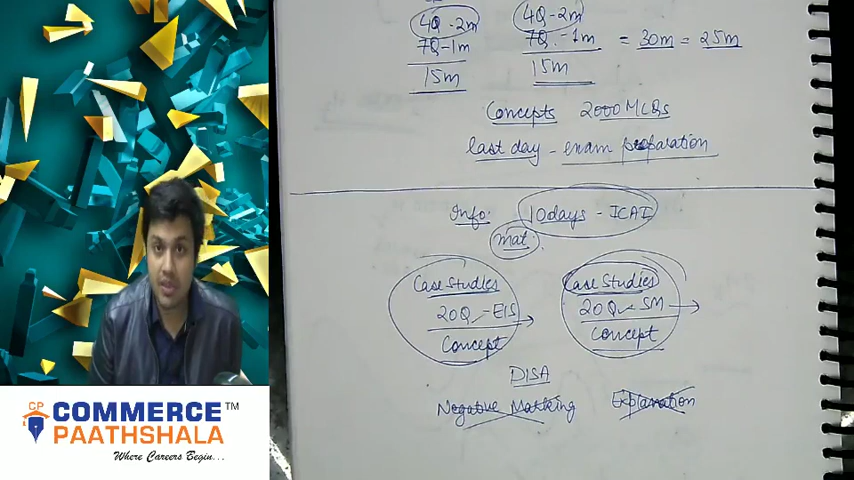 4Q - 2m 4Q - 2m
7Q - 1m 7Q - 1m = 30m = 25m
15m 15m
Concepts 2000 MCQs
last day - exam preparation
Info: 10days - ICAI
mat
Case Studies Case Studies
20Q - EIS 20Q - SM
Concept Concept
DISA
Negative Marking Explanation
CP COMMERCE TM
PAATHSHALA
Where Careers Begin...